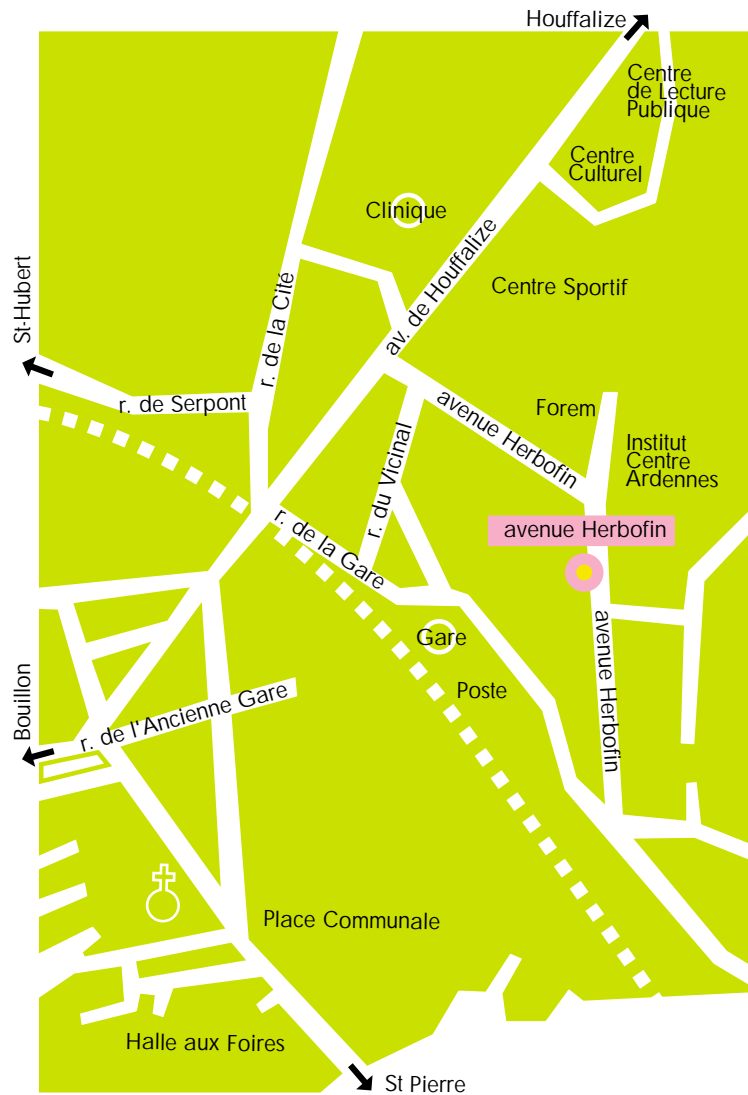 Houffalize
Centre
de Lecture
Publique
Centre
Culturel
Clinique
av. de Houffalize
Centre Sportif
St-Hubert
r. de la Cité
r. de Serpont
avenue Herbofin
Forem
Institut
Centre
Ardennes
r. du Vicinal
avenue Herbofin
r. de la Gare
Gare
avenue Herbofin
Poste
Bouillon
r. de l'Ancienne Gare
Place Communale
Halle aux Foires
St Pierre